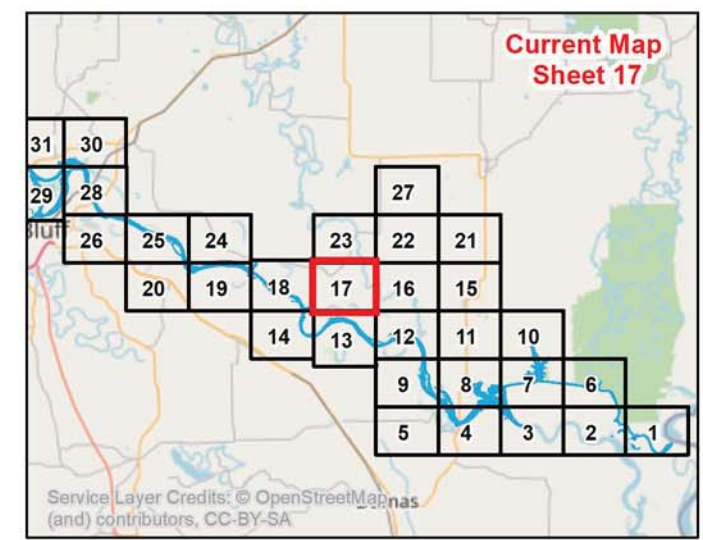 Current Map
Sheet 17
31 30
27
29 28
Bluff
26 25 24 23 22 21
20 19 18 17 16 15
14 13 12 11 10
9 8 7 6
5 4 3 2 1
Service Layer Credits: © OpenStreetMap
(and) contributors, CC-BY-SA